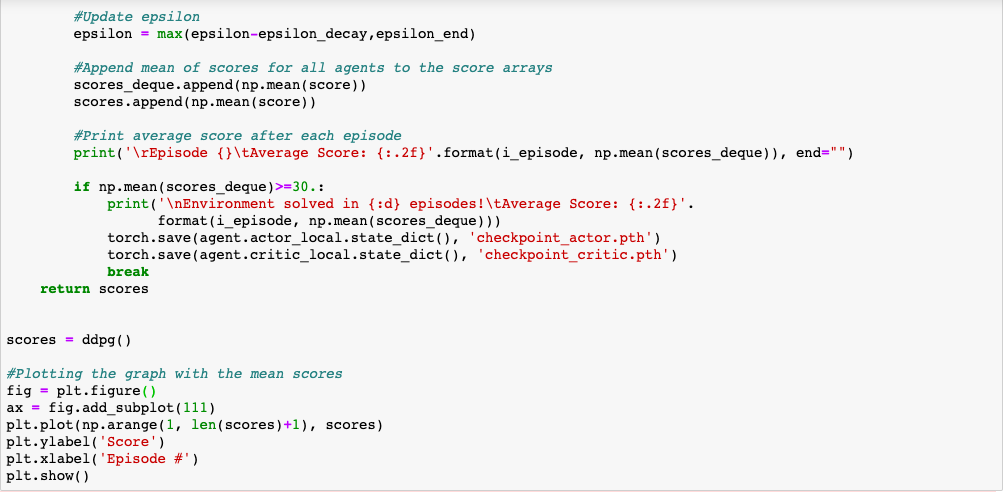 #Update epsilon
epsilon = max(epsilon-epsilon_decay,epsilon_end)
#Append mean of scores for all agents to the score arrays
scores_deque.append(np.mean(score))
scores.append(np.mean(score))
#Print average score after each episode
print('\rEpisode {}\tAverage Score: {:.2f}'.format(i_episode, np.mean(scores_deque)), end="")
if np.mean(scores_deque)>=30.:
print('\nEnvironment solved in {:d} episodes!\tAverage Score: {:.2f}'.
format(i_episode, np.mean(scores_deque)))
torch.save(agent.actor_local.state_dict(), 'checkpoint_actor.pth')
torch.save(agent.critic_local.state_dict(), 'checkpoint_critic.pth')
break
return scores
scores = ddpg()
#Plotting the graph with the mean scores
fig = plt.figure()
ax = fig.add_subplot(111)
plt.plot(np.arange(1, len(scores)+1), scores)
plt.ylabel('Score')
plt.xlabel('Episode #')
plt.show()